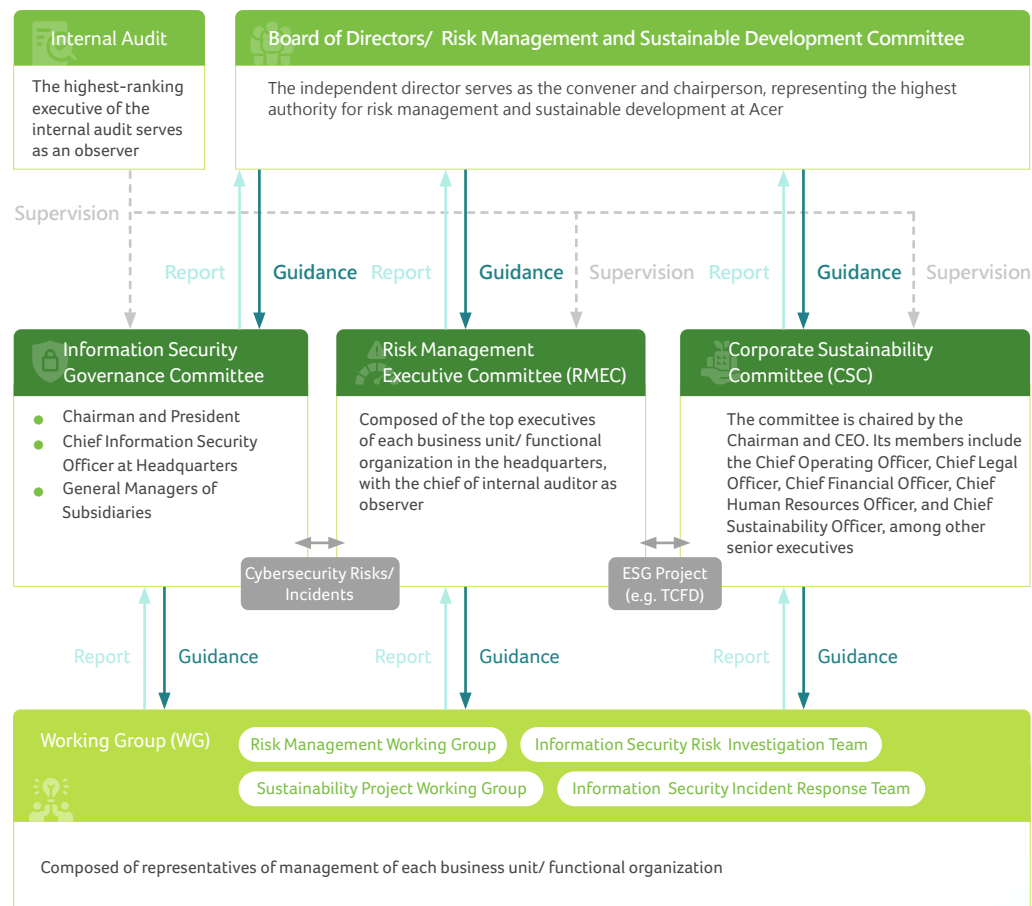 Internal Audit
The highest-ranking
executive of the
internal audit serves
as an observer
Board of Directors/ Risk Management and Sustainable Development Committee
The independent director serves as the convener and chairperson, representing the highest
authority for risk management and sustainable development at Acer
Supervision
Report
Guidance
Report
Guidance
Supervision
Report
Guidance
Supervision
Information Security
Governance Committee
Chairman and President
Chief Information Security
Officer at Headquarters
General Managers of
Subsidiaries
Risk Management
Executive Committee (RMEC)
Composed of the top executives
of each business unit/ functional
organization in the headquarters,
with the chief of internal auditor as
observer
Corporate Sustainability
Committee (CSC)
The committee is chaired by the
Chairman and CEO. Its members include
the Chief Operating Officer, Chief Legal
Officer, Chief Financial Officer, Chief
Human Resources Officer, and Chief
Sustainability Officer, among other
senior executives
Cybersecurity Risks/
Incidents
ESG Project
(e.g. TCFD)
Report
Guidance
Report
Guidance
Report
Guidance
Working Group (WG)
Risk Management Working Group
Information Security Risk Investigation Team
Sustainability Project Working Group
Information Security Incident Response Team
Composed of representatives of management of each business unit/ functional organization